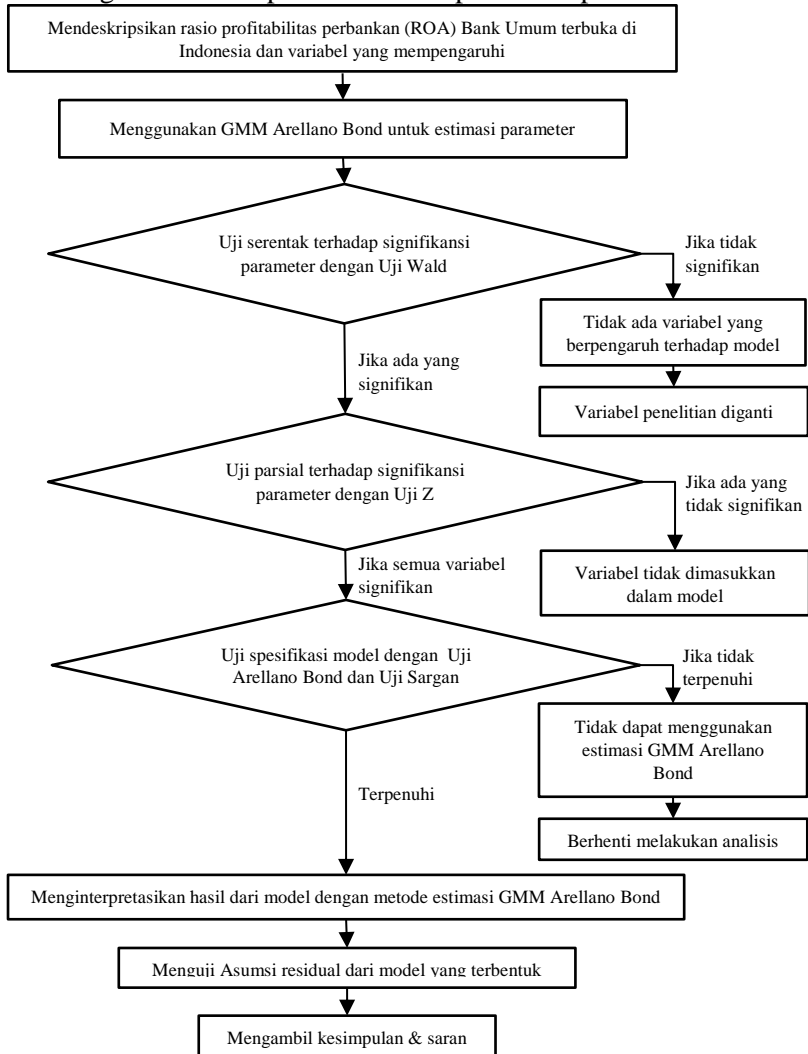 Mendeskripsikan rasio profitabilitas perbankan (ROA) Bank Umum terbuka di
Indonesia dan variabel yang mempengaruhi
Menggunakan GMM Arellano Bond untuk estimasi parameter
Uji serentak terhadap signifikansi
parameter dengan Uji Wald
Jika tidak
signifikan
Tidak ada variabel yang
berpengaruh terhadap model
Variabel penelitian diganti
Jika ada yang
signifikan
Uji parsial terhadap signifikansi
parameter dengan Uji Z
Jika ada yang
tidak signifikan
Variabel tidak dimasukkan
dalam model
Jika semua variabel
signifikan
Uji spesifikasi model dengan Uji
Arellano Bond dan Uji Sargan
Jika tidak
terpenuhi
Tidak dapat menggunakan
estimasi GMM Arellano
Bond
Berhenti melakukan analisis
Terpenuhi
Menginterpretasikan hasil dari model dengan metode estimasi GMM Arellano Bond
Menguji Asumsi residual dari model yang terbentuk
Mengambil kesimpulan & saran